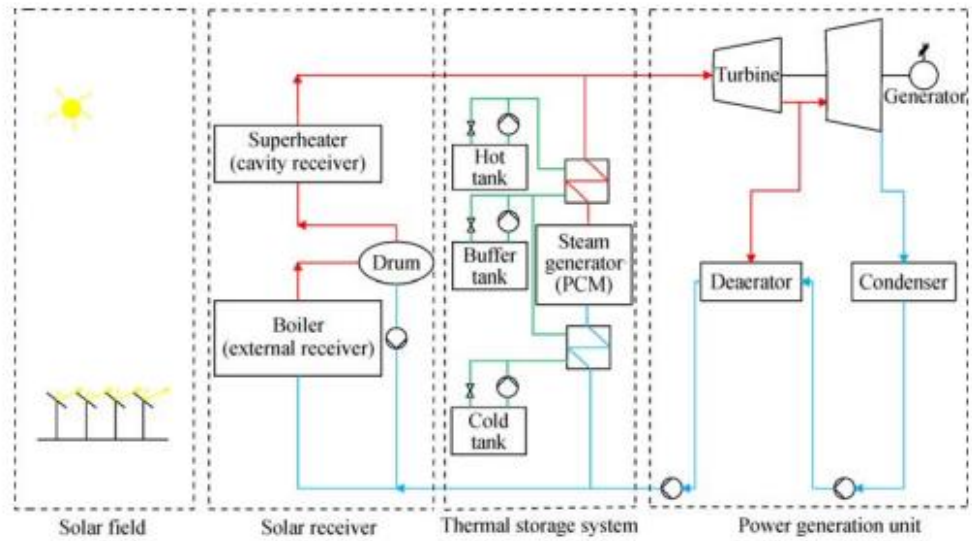 Turbine
Generator
Superheater
(cavity receiver)
Hot
tank
Drum
Buffer
tank
Steam
generator
(PCM)
Deaerator
Condenser
Boiler
(external receiver)
Cold
tank
Solar field
Solar receiver
Thermal storage system
Power generation unit